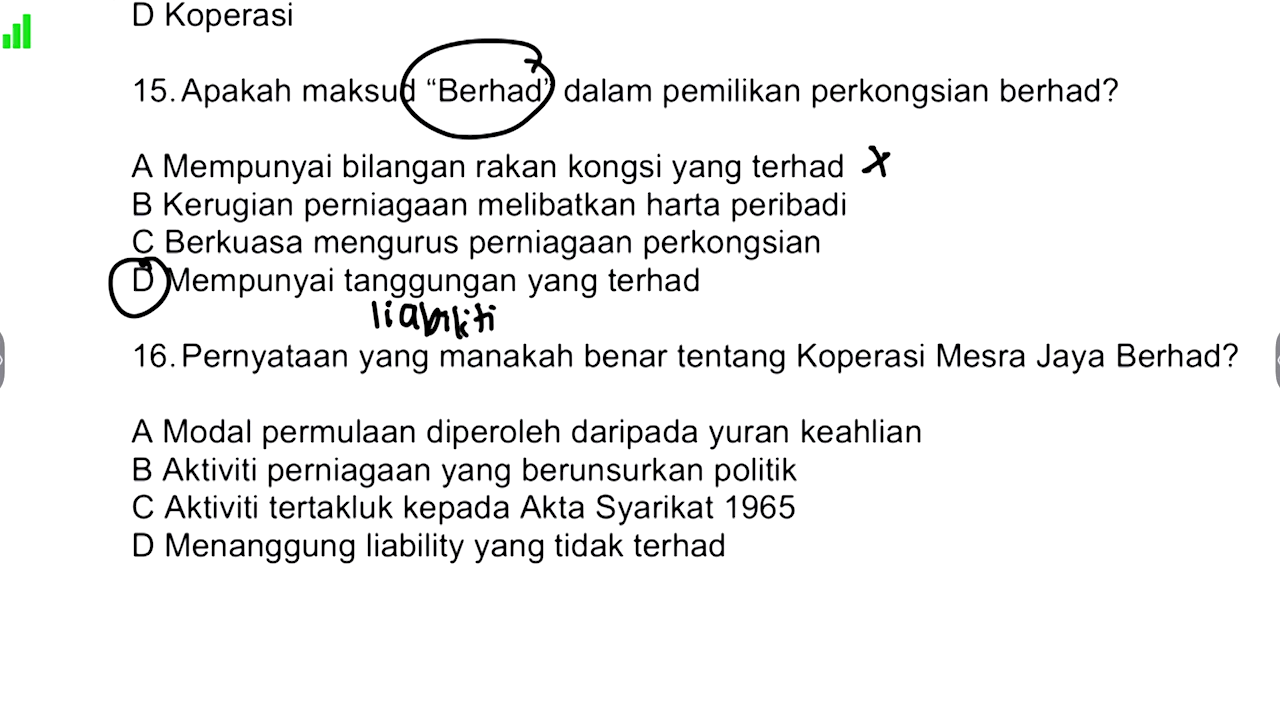 D Koperasi
15. Apakah maksud “Berhad” dalam pemilikan perkongsian berhad?
A Mempunyai bilangan rakan kongsi yang terhad X
B Kerugian perniagaan melibatkan harta peribadi
C Berkuasa mengurus perniagaan perkongsian
D Mempunyai tanggungan yang terhad
liabiliti
16. Pernyataan yang manakah benar tentang Koperasi Mesra Jaya Berhad?
A Modal permulaan diperoleh daripada yuran keahlian
B Aktiviti perniagaan yang berunsurkan politik
C Aktiviti tertakluk kepada Akta Syarikat 1965
D Menanggung liability yang tidak terhad